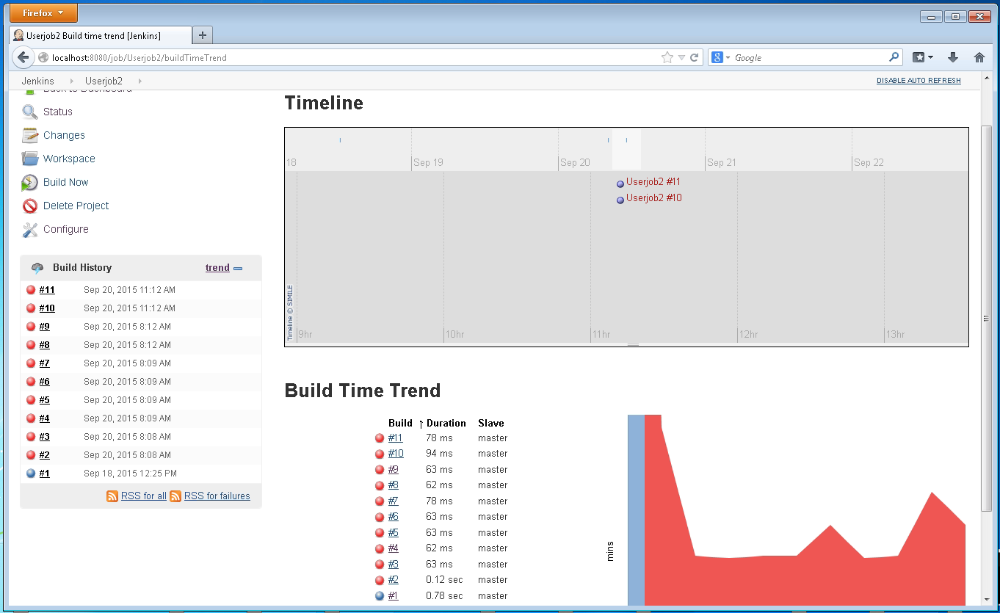 Firefox
Userjob2 Build time trend [Jenkins]
localhost:8080/job/Userjob2/buildTimeTrend
Google
Jenkins
Userjob2
DISABLE AUTO REFRESH
Back to Dashboard
Status
Changes
Workspace
Build Now
Delete Project
Configure
Build History
trend
#11 Sep 20, 2015 11:12 AM
#10 Sep 20, 2015 11:12 AM
#9 Sep 20, 2015 8:12 AM
#8 Sep 20, 2015 8:12 AM
#7 Sep 20, 2015 8:09 AM
#6 Sep 20, 2015 8:09 AM
#5 Sep 20, 2015 8:09 AM
#4 Sep 20, 2015 8:09 AM
#3 Sep 20, 2015 8:08 AM
#2 Sep 20, 2015 8:08 AM
#1 Sep 18, 2015 12:25 PM
RSS for all RSS for failures
Timeline
18 Sep 19 Sep 20 Sep 21 Sep 22
Userjob2 #11
Userjob2 #10
Timeline © SIMILE
9hr 10hr 11hr 12hr 13hr
Build Time Trend
Build ↑ Duration Slave
#11 78 ms master
#10 94 ms master
#9 63 ms master
#8 62 ms master
#7 78 ms master
#6 63 ms master
#5 63 ms master
#4 62 ms master
#3 63 ms master
#2 0.12 sec master
#1 0.78 sec master
mins